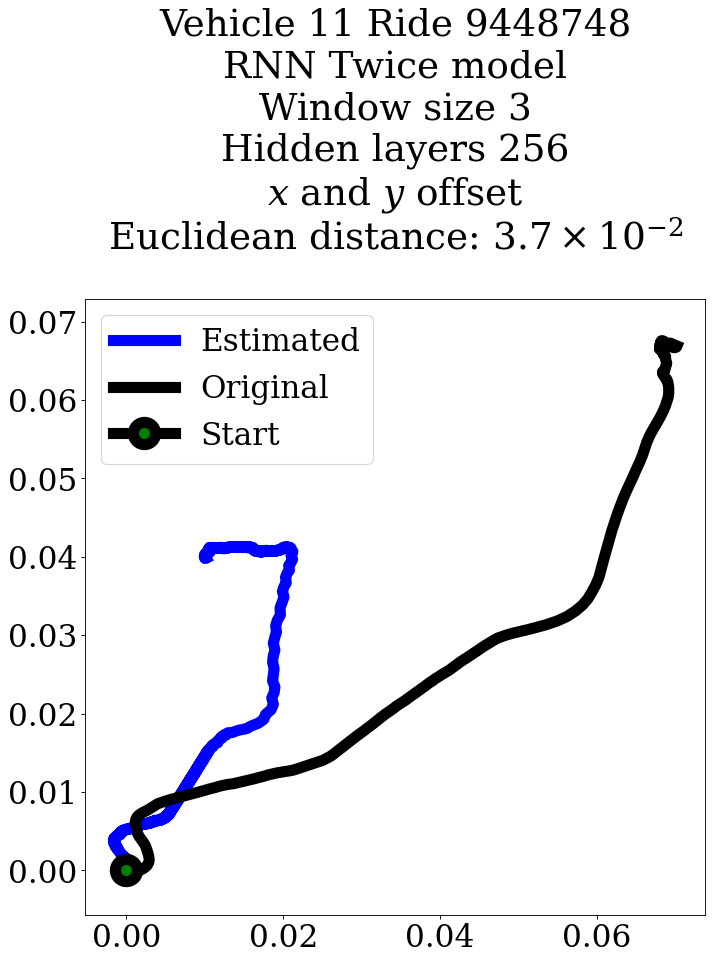 Vehicle 11 Ride 9448748
RNN Twice model
Window size 3
Hidden layers 256
x and y offset
Euclidean distance: 3.7 × 10⁻²
Estimated
Original
Start
0.07
0.06
0.05
0.04
0.03
0.02
0.01
0.00
0.00 0.02 0.04 0.06